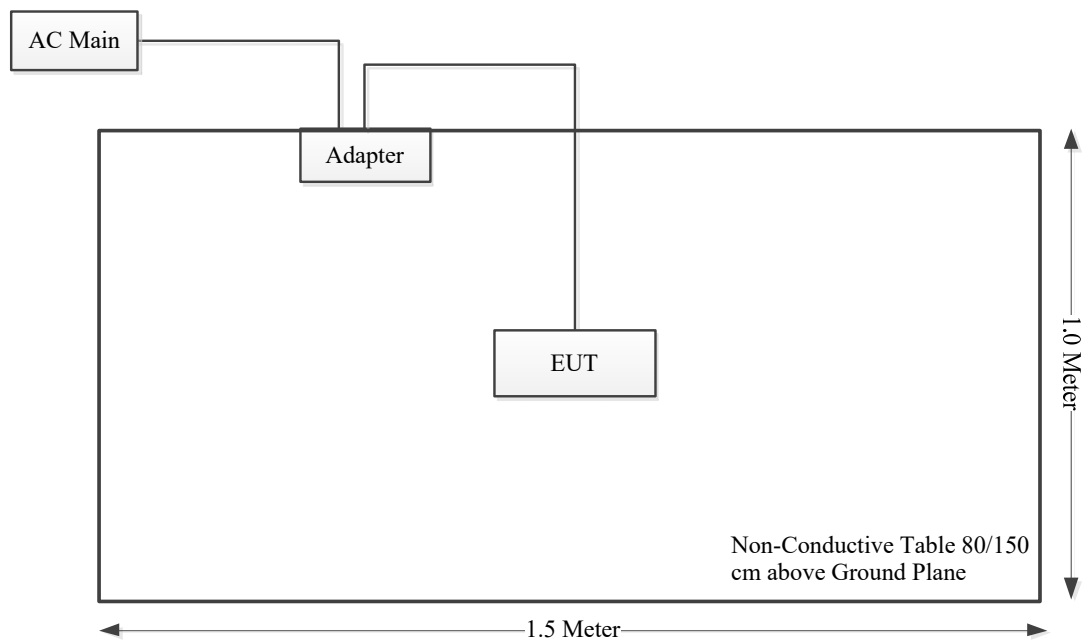 AC Main
Adapter
EUT
1.0 Meter
Non-Conductive Table 80/150
cm above Ground Plane
1.5 Meter